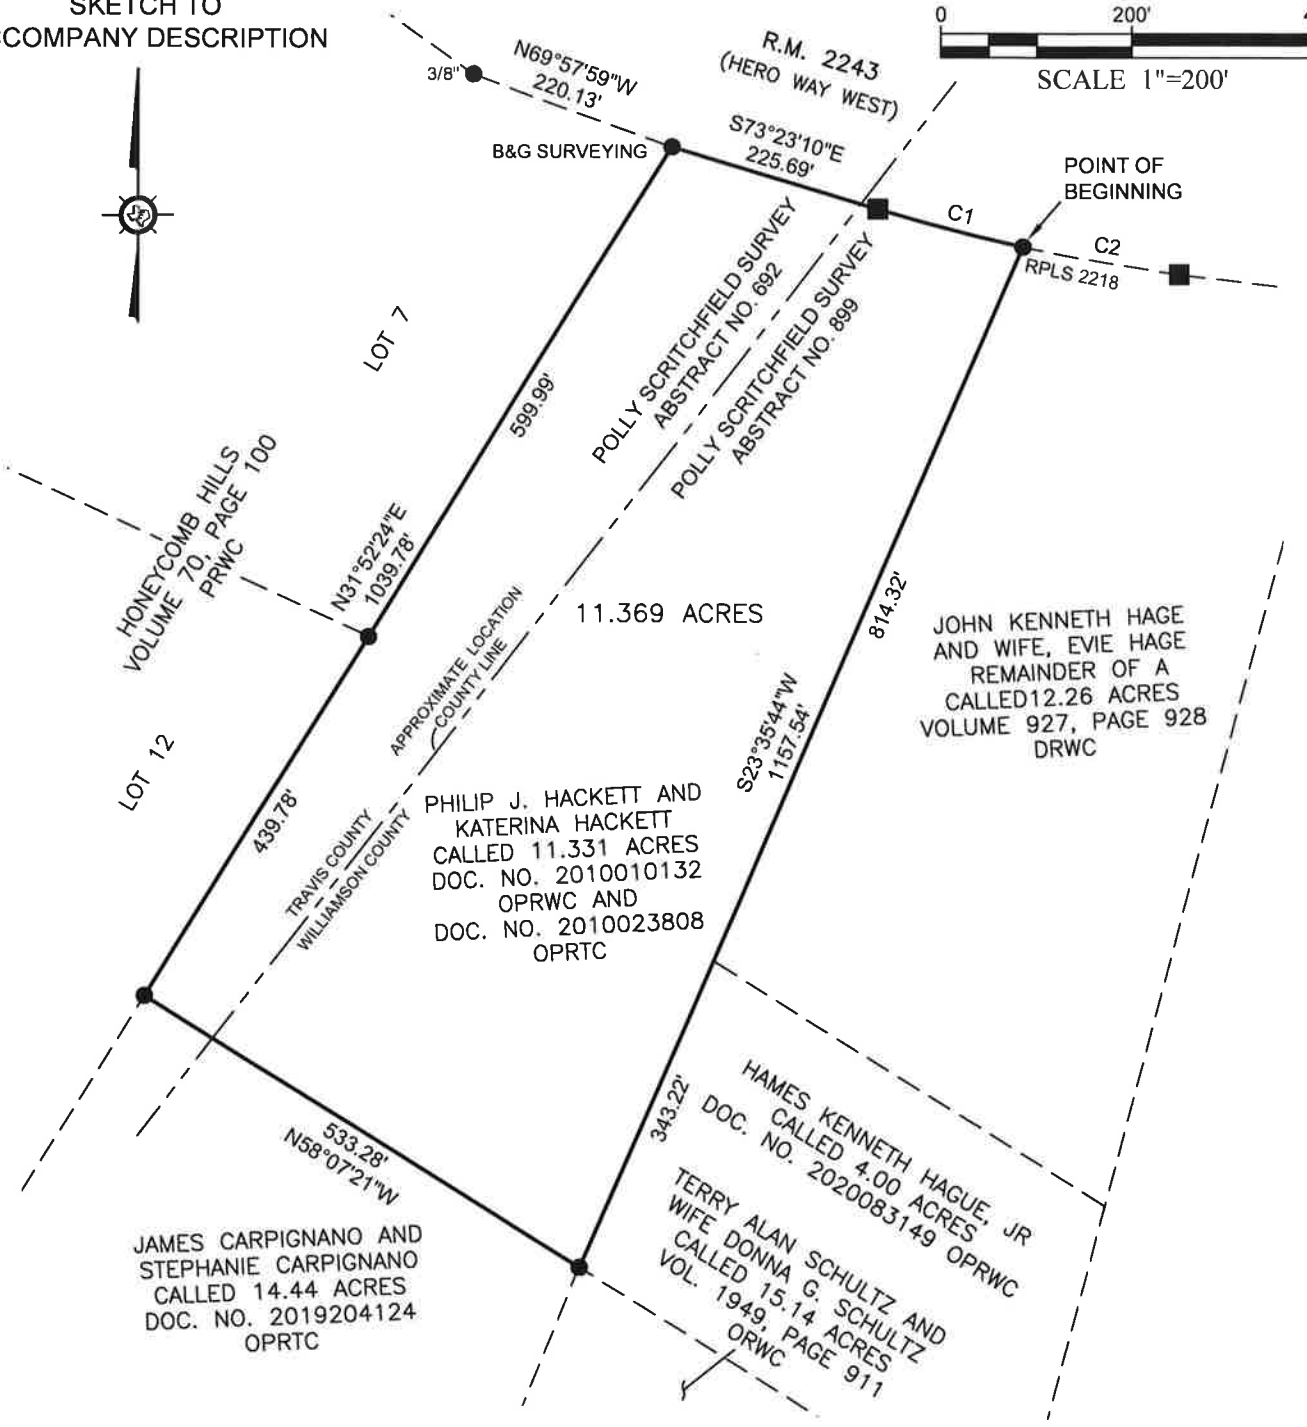 SKETCH TO
COMPANY DESCRIPTION
0 200'
SCALE 1"=200'
R.M. 2243
(HERO WAY WEST)
N69°57'59"W
220.13'
3/8"
B&G SURVEYING
S73°23'10"E
225.69'
POINT OF
BEGINNING
C1
C2
RPLS 2218
POLLY SCRITCHFIELD SURVEY
ABSTRACT NO. 692
POLLY SCRITCHFIELD SURVEY
ABSTRACT NO. 899
LOT 7
599.99'
HONEYCOMB HILLS
VOLUME 70, PAGE 100
PRWC
N31°52'24"E
1039.78'
APPROXIMATE LOCATION
COUNTY LINE
11.369 ACRES
814.32'
JOHN KENNETH HAGE
AND WIFE, EVIE HAGE
REMAINDER OF A
CALLED12.26 ACRES
VOLUME 927, PAGE 928
DRWC
S23°35'44"W
1157.54'
LOT 12
439.78'
TRAVIS COUNTY
WILLIAMSON COUNTY
PHILIP J. HACKETT AND
KATERINA HACKETT
CALLED 11.331 ACRES
DOC. NO. 2010010132
OPRWC AND
DOC. NO. 2010023808
OPRTC
343.22'
HAMES KENNETH HAGUE, JR
CALLED 4.00 ACRES
DOC. NO. 2020083149 OPRWC
533.28'
N58°07'21"W
TERRY ALAN SCHULTZ AND
WIFE DONNA G. SCHULTZ
CALLED 15.14 ACRES
VOL. 1949, PAGE 911
ORWC
JAMES CARPIGNANO AND
STEPHANIE CARPIGNANO
CALLED 14.44 ACRES
DOC. NO. 2019204124
OPRTC